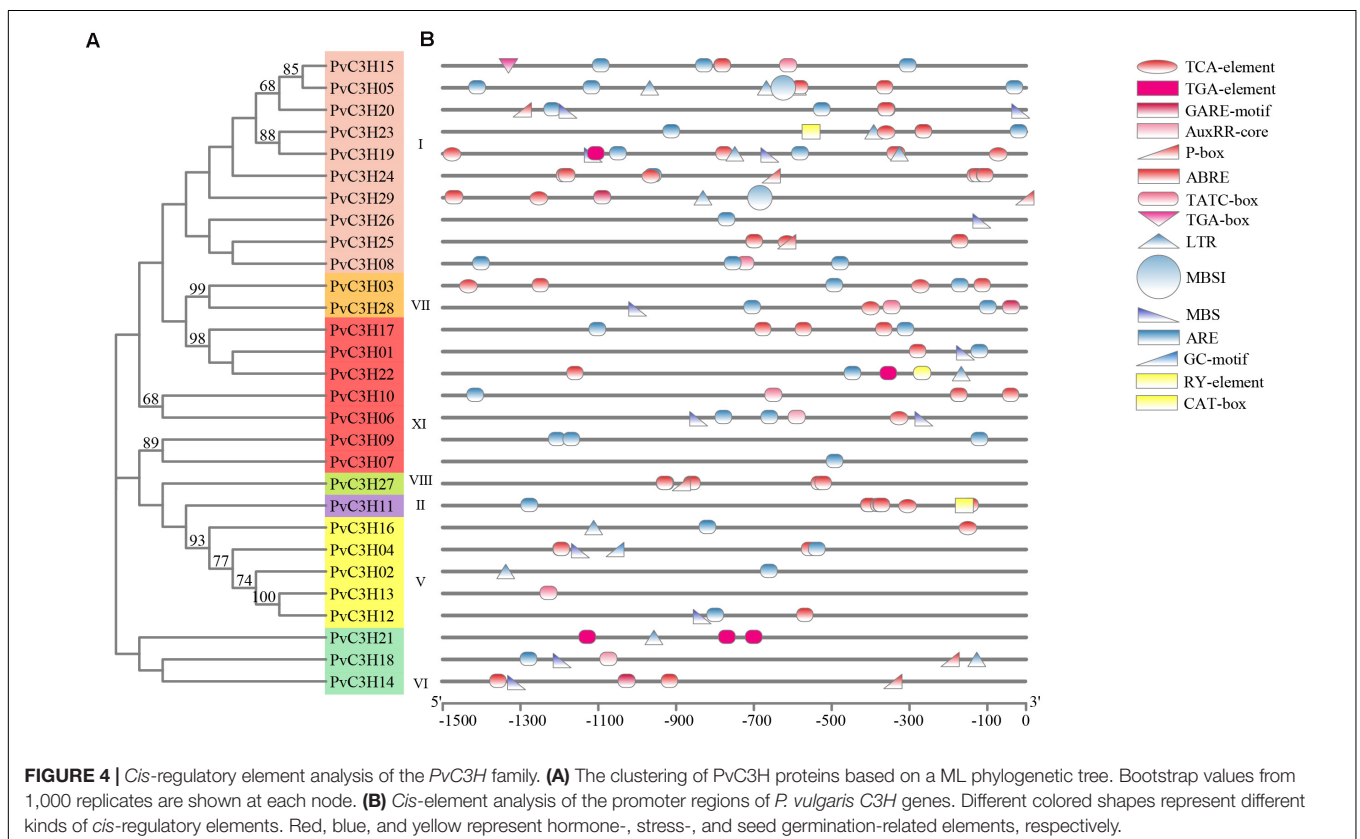 A
B
85
68
88
99
98
68
89
93
77
74
100
PvC3H15
PvC3H05
PvC3H20
PvC3H23
PvC3H19
PvC3H24
PvC3H29
PvC3H26
PvC3H25
PvC3H08
PvC3H03
PvC3H28
PvC3H17
PvC3H01
PvC3H22
PvC3H10
PvC3H06
PvC3H09
PvC3H07
PvC3H27
PvC3H11
PvC3H16
PvC3H04
PvC3H02
PvC3H13
PvC3H12
PvC3H21
PvC3H18
PvC3H14
I
VII
XI
VIII
II
V
VI
5'
3'
-1500 -1300 -1100 -900 -700 -500 -300 -100 0
TCA-element
TGA-element
GARE-motif
AuxRR-core
P-box
ABRE
TATC-box
TGA-box
LTR
MBSI
MBS
ARE
GC-motif
RY-element
CAT-box
FIGURE 4 | Cis-regulatory element analysis of the PvC3H family. (A) The clustering of PvC3H proteins based on a ML phylogenetic tree. Bootstrap values from
1,000 replicates are shown at each node. (B) Cis-element analysis of the promoter regions of P. vulgaris C3H genes. Different colored shapes represent different
kinds of cis-regulatory elements. Red, blue, and yellow represent hormone-, stress-, and seed germination-related elements, respectively.